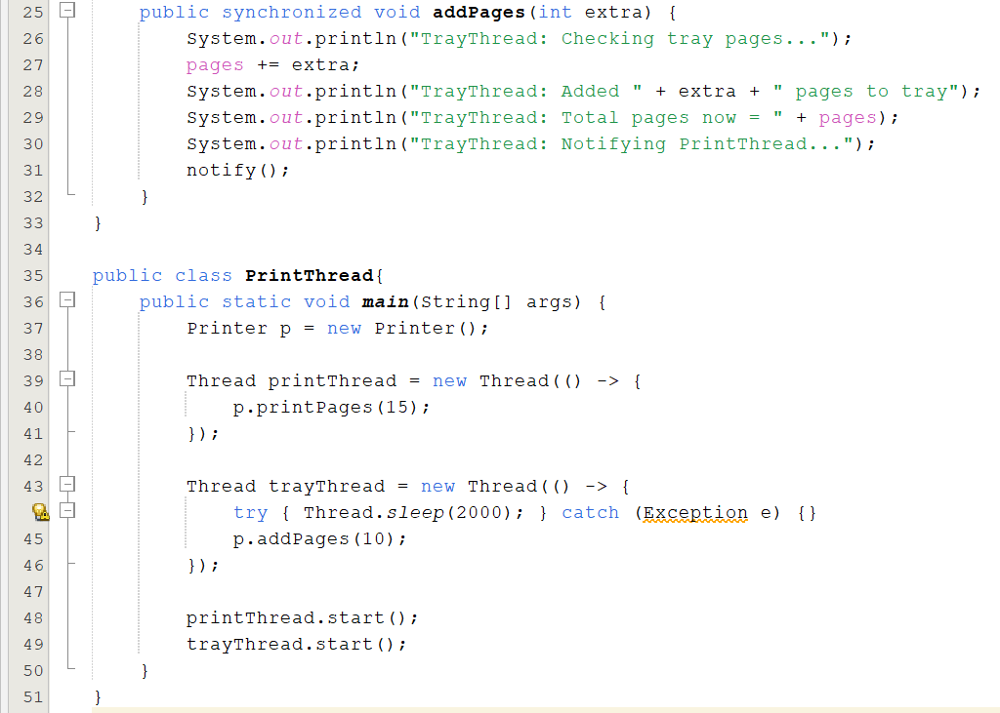 25 public synchronized void addPages(int extra) {
26 System.out.println("TrayThread: Checking tray pages...");
27 pages += extra;
28 System.out.println("TrayThread: Added " + extra + " pages to tray");
29 System.out.println("TrayThread: Total pages now = " + pages);
30 System.out.println("TrayThread: Notifying PrintThread...");
31 notify();
32 }
33 }
34
35 public class PrintThread{
36 public static void main(String[] args) {
37 Printer p = new Printer();
38
39 Thread printThread = new Thread(() -> {
40 p.printPages(15);
41 });
42
43 Thread trayThread = new Thread(() -> {
try { Thread.sleep(2000); } catch (Exception e) {}
45 p.addPages(10);
46 });
47
48 printThread.start();
49 trayThread.start();
50 }
51 }